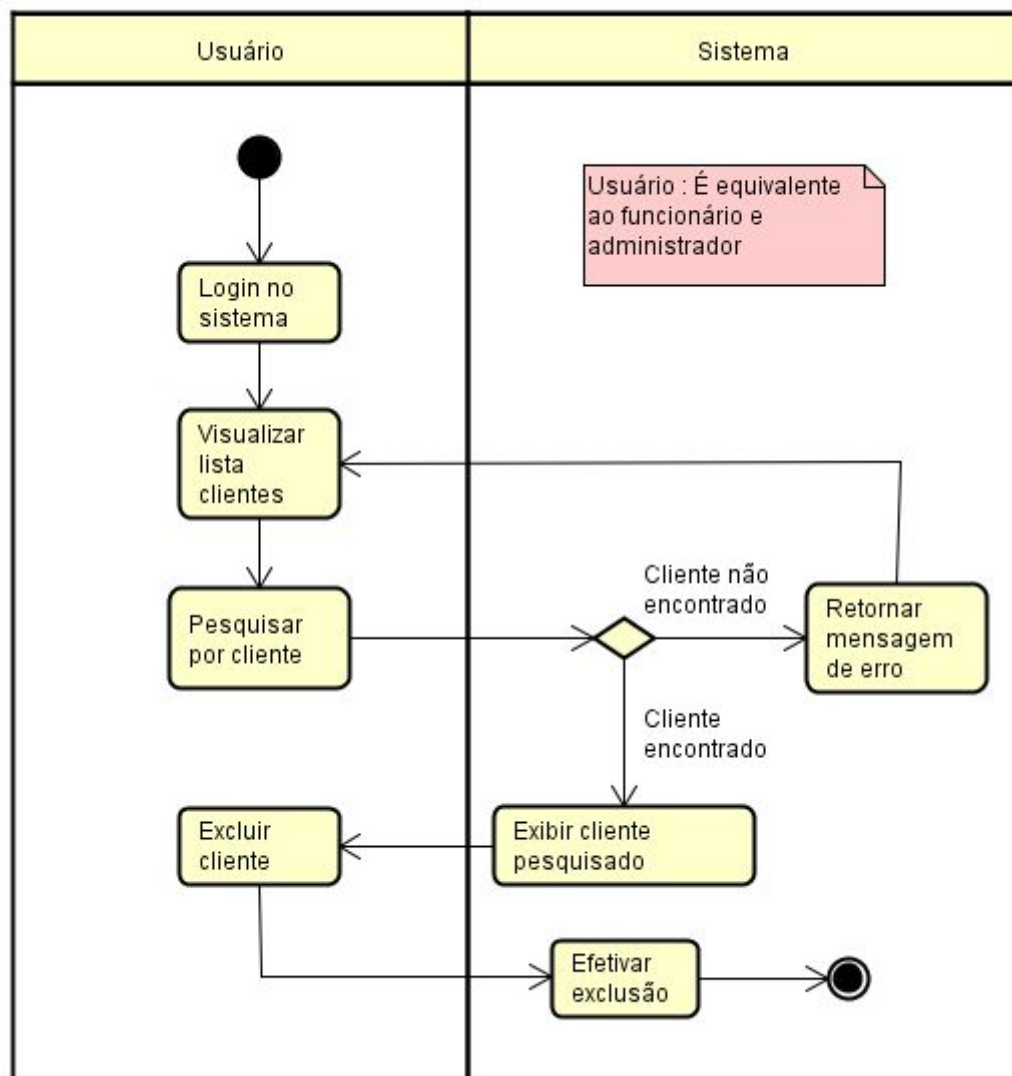 Usuário
Sistema
Usuário : É equivalente
ao funcionário e
administrador
Login no
sistema
Visualizar
lista
clientes
Pesquisar
por cliente
Cliente não
encontrado
Retornar
mensagem
de erro
Cliente
encontrado
Excluir
cliente
Exibir cliente
pesquisado
Efetivar
exclusão